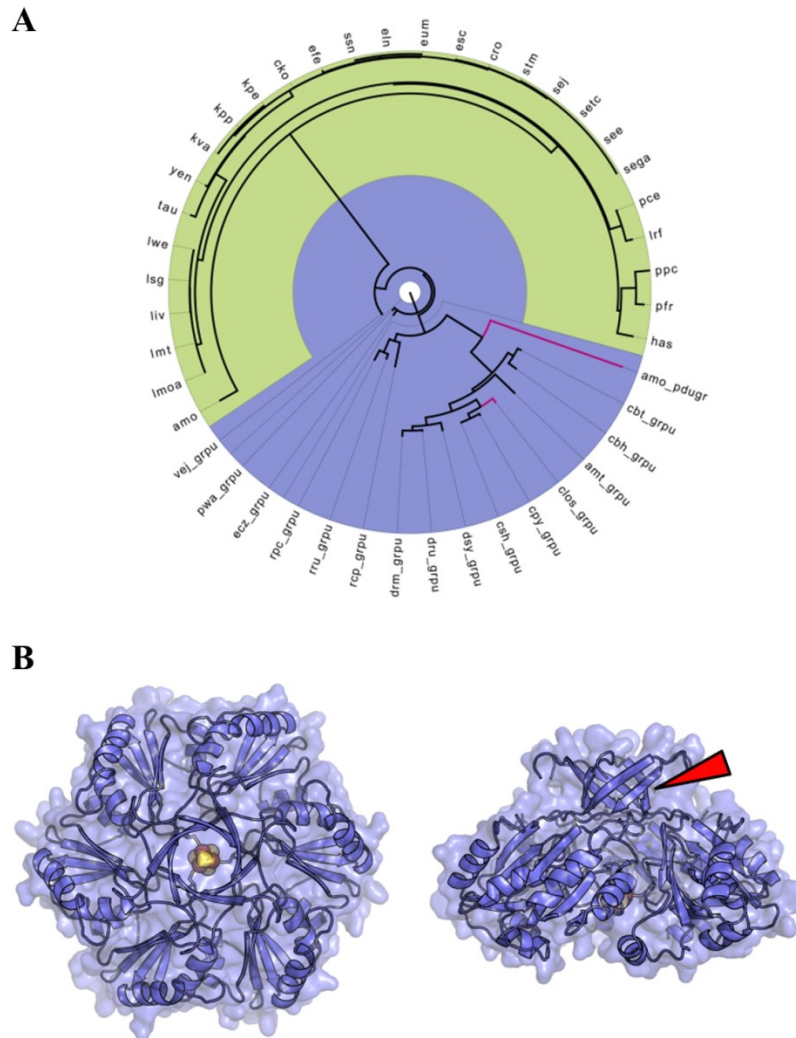 A
cko
efe
ssn
eln
eum
esc
cro
stm
sej
setc
see
sega
pce
lrf
ppc
pfr
has
amo_pdugr
cbt_grpu
cbh_grpu
amt_grpu
clos_grpu
cpy_grpu
csh_grpu
dsy_grpu
dru_grpu
drm_grpu
rcp_grpu
rru_grpu
rpc_grpu
ecz_grpu
pwa_grpu
vej_grpu
amo
lmoa
lmt
liv
lsg
lwe
tau
yen
kva
kpp
kpe
B